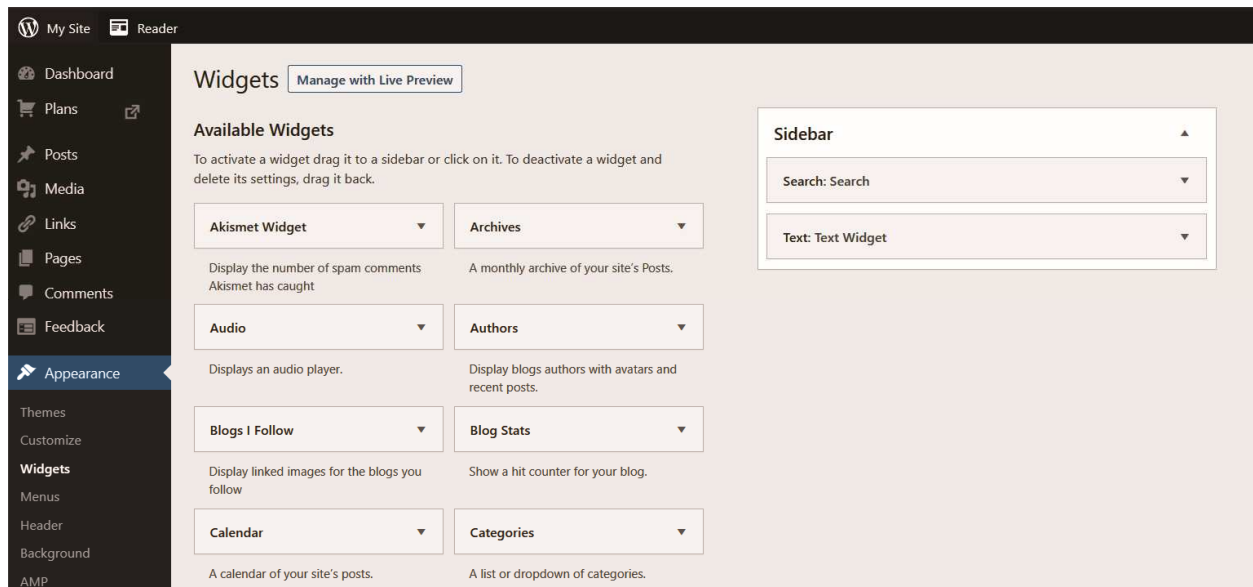 My Site
Reader
Dashboard
Plans
Posts
Media
Links
Pages
Comments
Feedback
Appearance
Themes
Customize
Widgets
Menus
Header
Background
AMP
Widgets
Manage with Live Preview
Available Widgets
To activate a widget drag it to a sidebar or click on it. To deactivate a widget and
delete its settings, drag it back.
Akismet Widget
Display the number of spam comments
Akismet has caught
Archives
A monthly archive of your site's Posts.
Audio
Displays an audio player.
Authors
Display blogs authors with avatars and
recent posts.
Blogs I Follow
Display linked images for the blogs you
follow
Blog Stats
Show a hit counter for your blog.
Calendar
A calendar of your site's posts.
Categories
A list or dropdown of categories.
Sidebar
Search: Search
Text: Text Widget